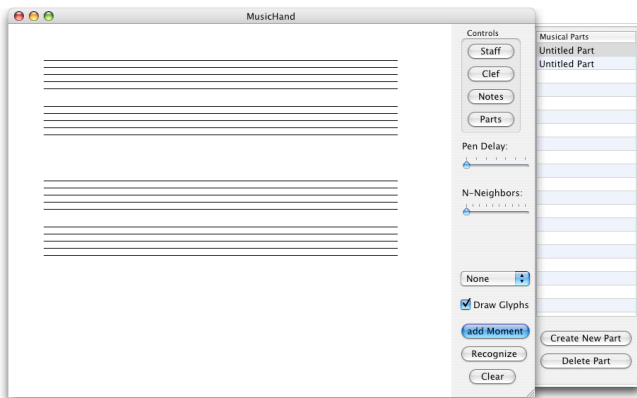 MusicHand
Controls
Staff
Clef
Notes
Parts
Pen Delay:
N-Neighbors:
None
Draw Glyphs
add Moment
Recognize
Clear
Musical Parts
Untitled Part
Untitled Part
Create New Part
Delete Part